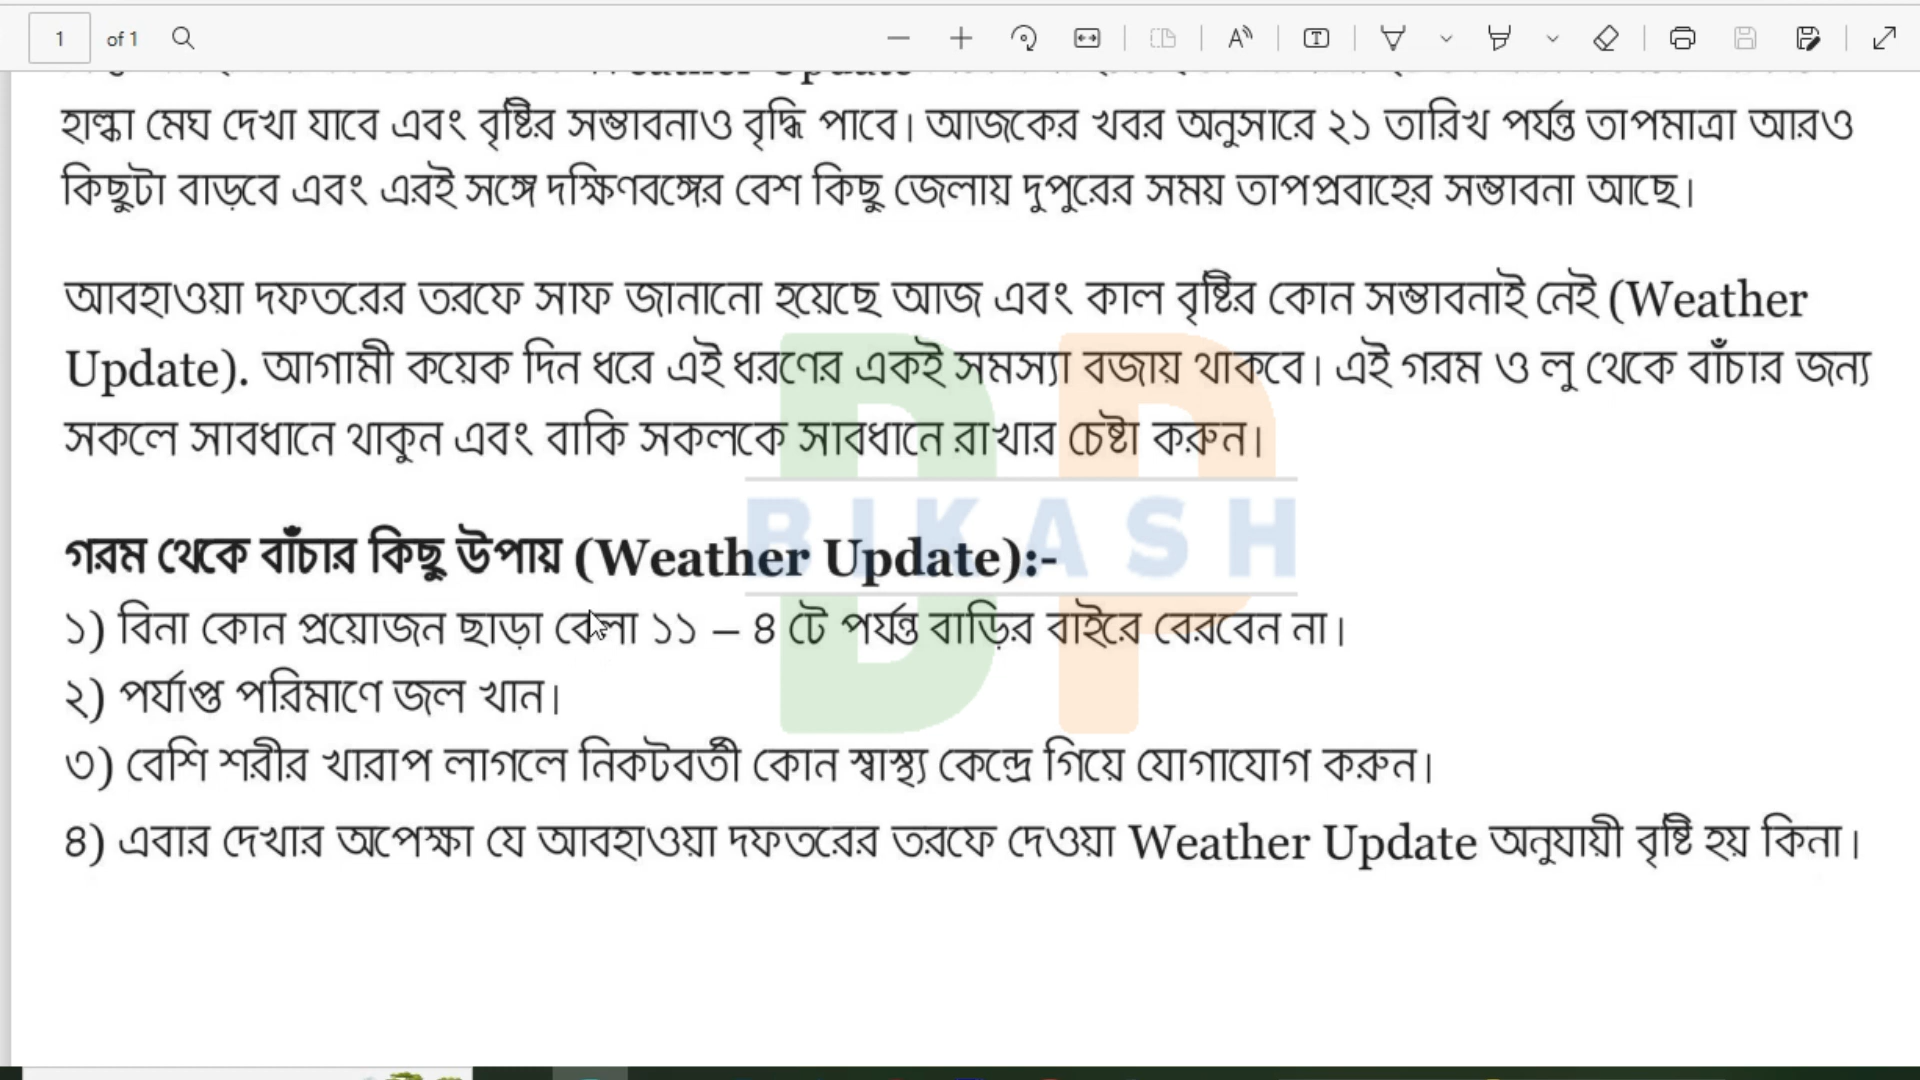 1 of 1
Weather Update
হাল্কা মেঘ দেখা যাবে এবং বৃষ্টির সম্ভাবনাও বৃদ্ধি পাবে। আজকের খবর অনুসারে ২১ তারিখ পর্যন্ত তাপমাত্রা আরও
কিছুটা বাড়বে এবং এরই সঙ্গে দক্ষিণবঙ্গের বেশ কিছু জেলায় দুপুরের সময় তাপপ্রবাহের সম্ভাবনা আছে।
আবহাওয়া দফতরের তরফে সাফ জানানো হয়েছে আজ এবং কাল বৃষ্টির কোন সম্ভাবনাই নেই (Weather
Update). আগামী কয়েক দিন ধরে এই ধরণের একই সমস্যা বজায় থাকবে। এই গরম ও লু থেকে বাঁচার জন্য
সকলে সাবধানে থাকুন এবং বাকি সকলকে সাবধানে রাখার চেষ্টা করুন।
DP
BIKASH
গরম থেকে বাঁচার কিছু উপায় (Weather Update):-
১) বিনা কোন প্রয়োজন ছাড়া বেলা ১১ – ৪ টে পর্যন্ত বাড়ির বাইরে বেরবেন না।
২) পর্যাপ্ত পরিমাণে জল খান।
৩) বেশি শরীর খারাপ লাগলে নিকটবর্তী কোন স্বাস্থ্য কেন্দ্রে গিয়ে যোগাযোগ করুন।
৪) এবার দেখার অপেক্ষা যে আবহাওয়া দফতরের তরফে দেওয়া Weather Update অনুযায়ী বৃষ্টি হয় কিনা।